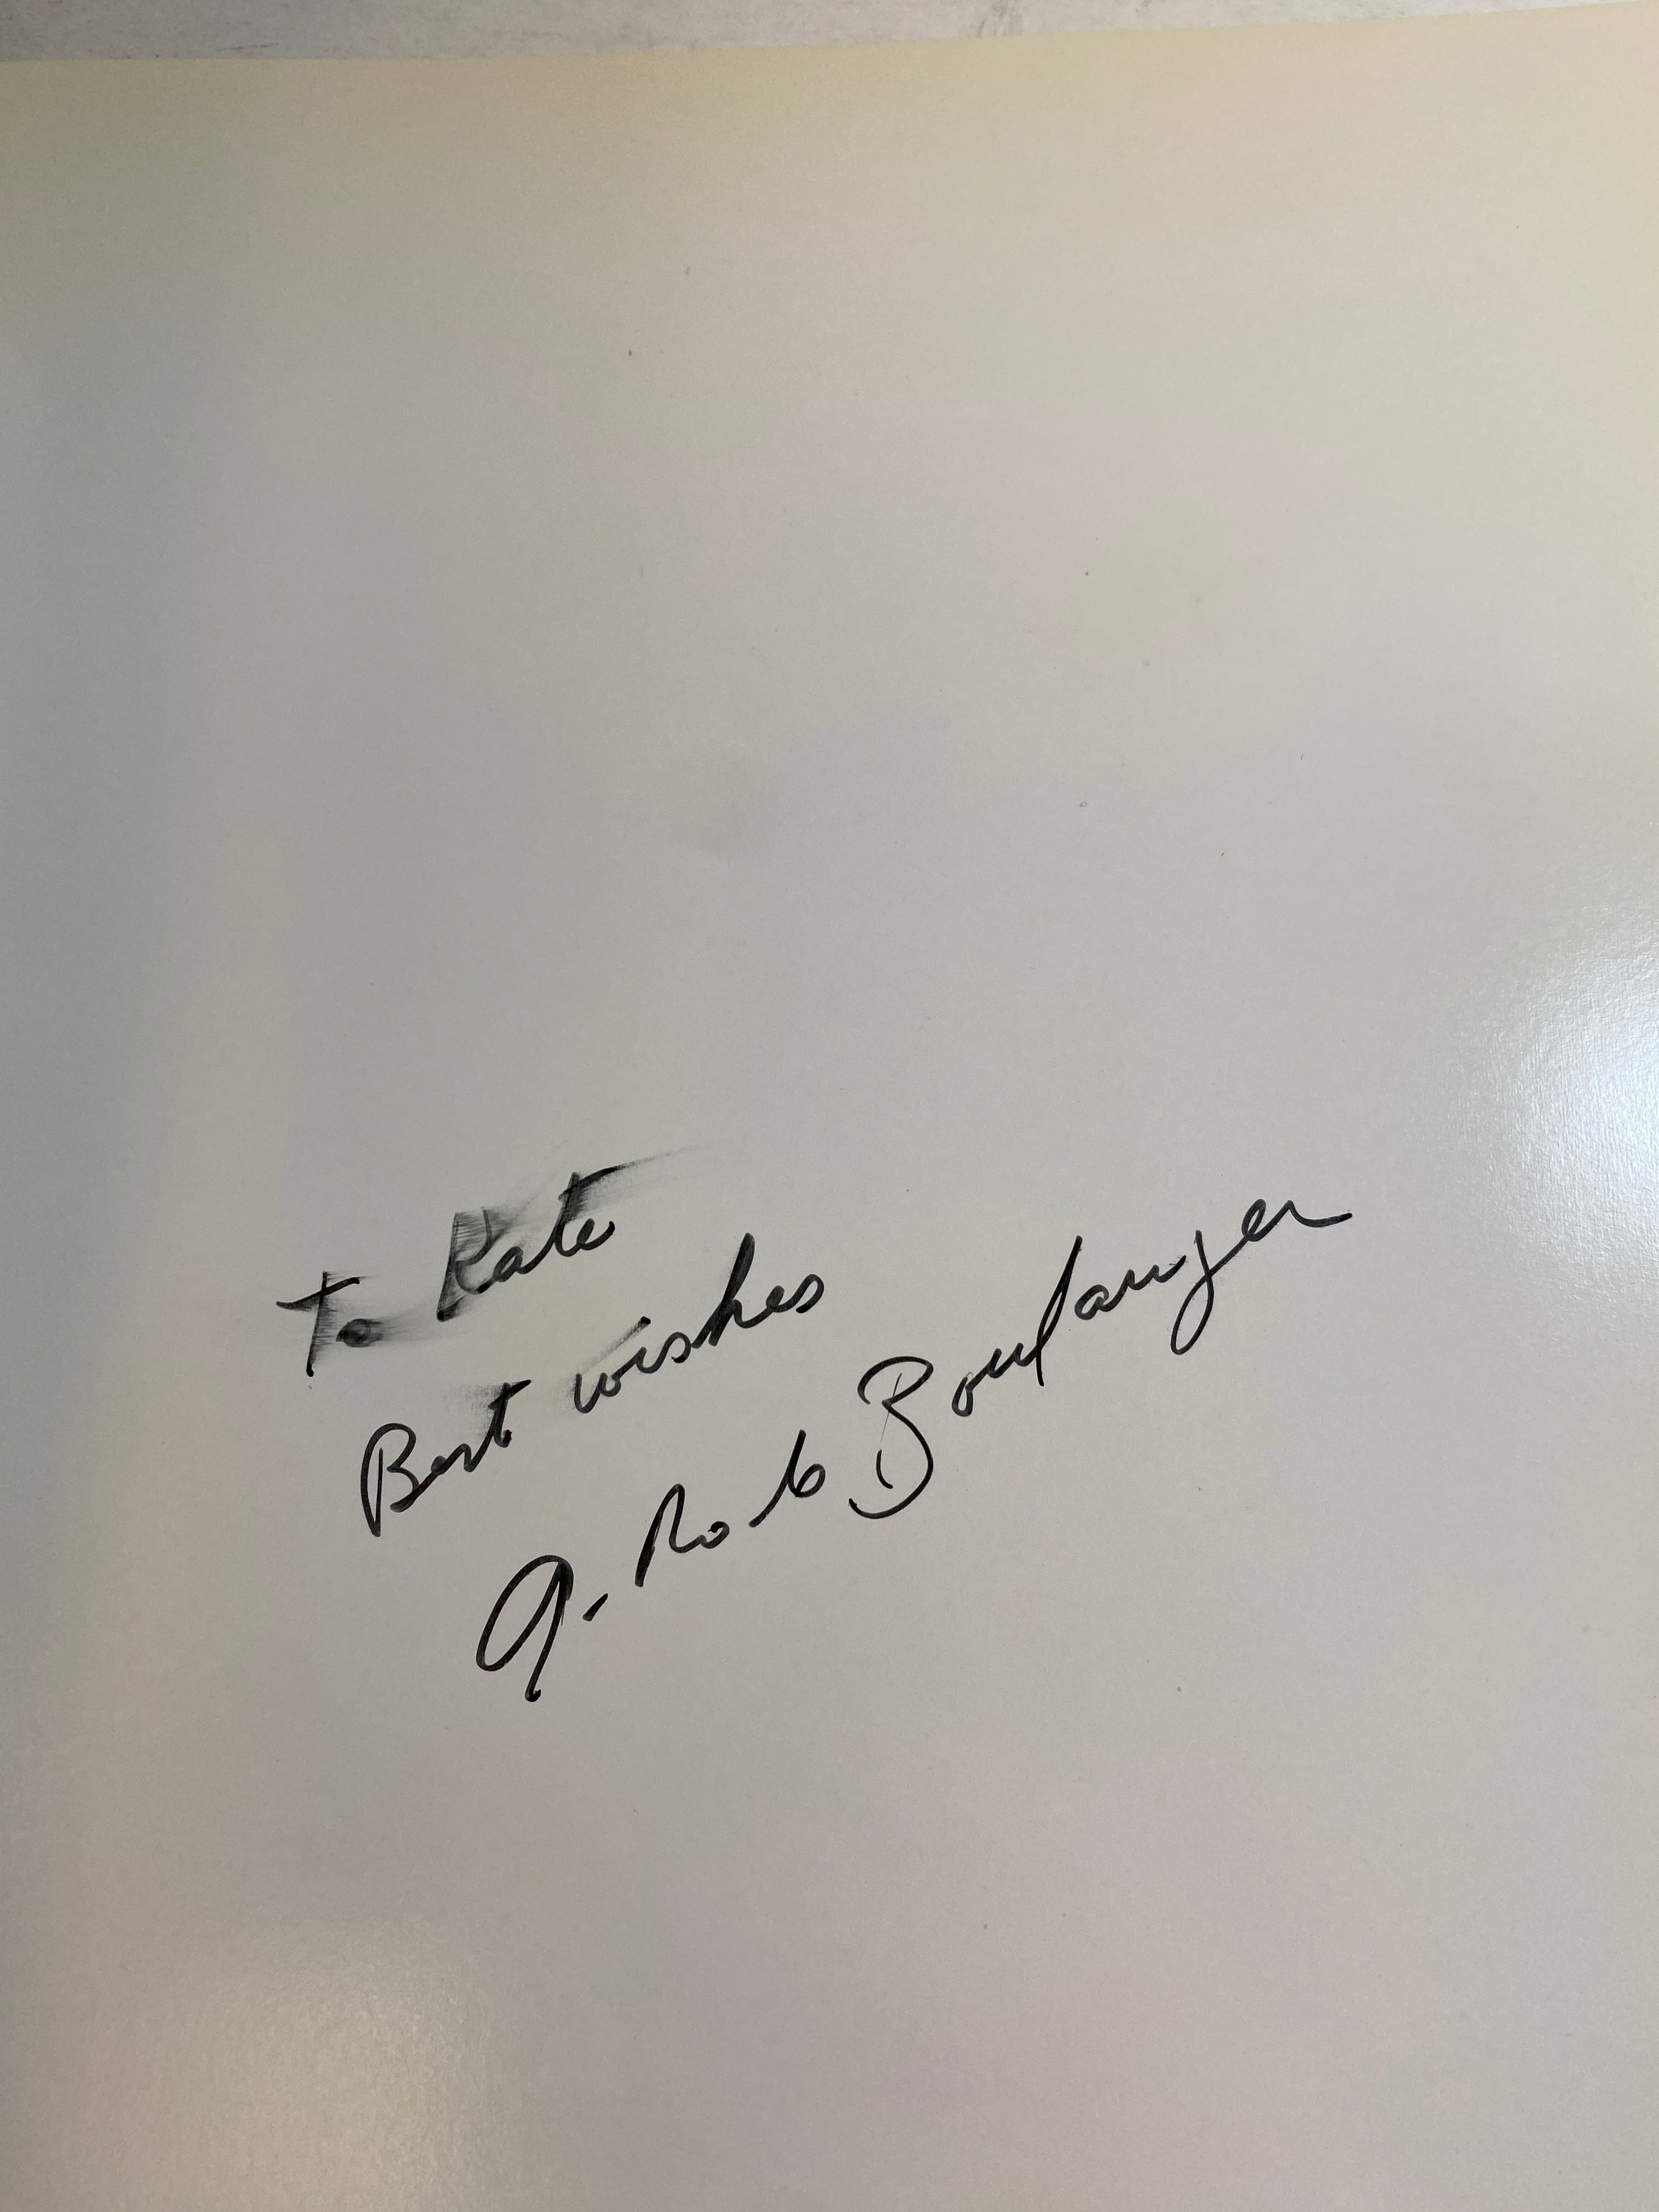 To Kate
Best wishes
G. Rob Boulanger